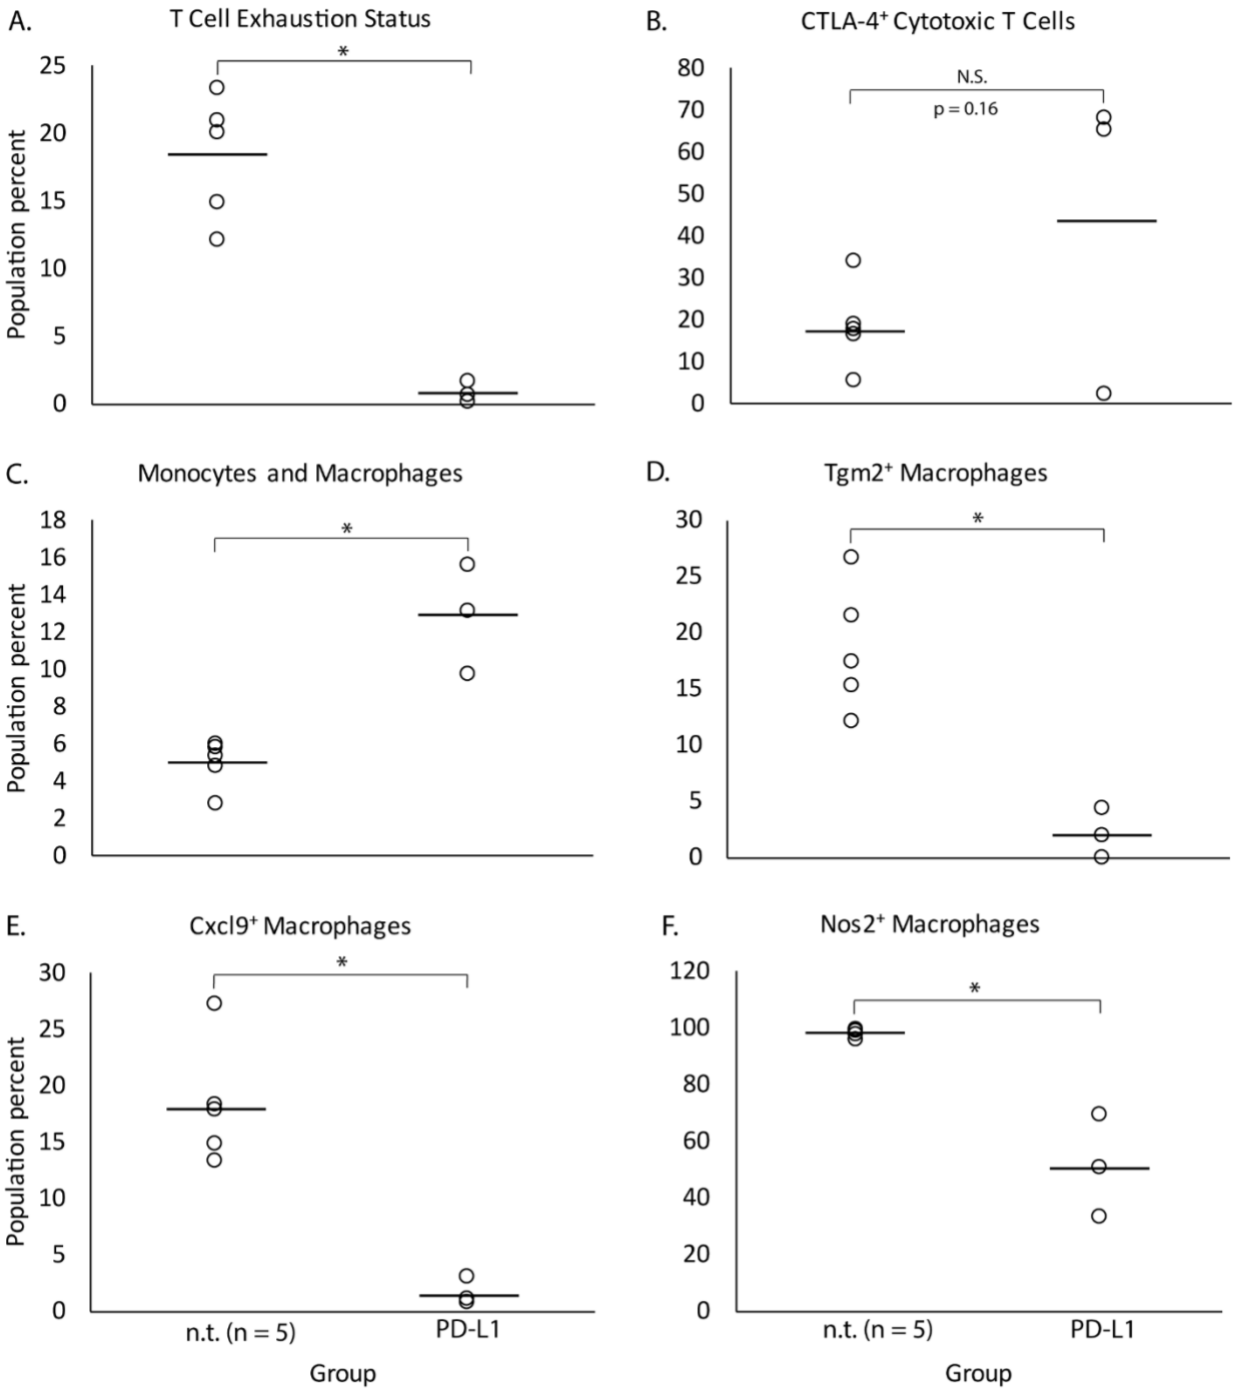 A.
T Cell Exhaustion Status
*
25
20
15
10
5
0
Population percent
B.
CTLA-4⁺ Cytotoxic T Cells
N.S.
p = 0.16
80
70
60
50
40
30
20
10
0
C.
Monocytes and Macrophages
*
18
16
14
12
10
8
6
4
2
0
Population percent
D.
Tgm2⁺ Macrophages
*
30
25
20
15
10
5
0
E.
Cxcl9⁺ Macrophages
*
30
25
20
15
10
5
0
Population percent
n.t. (n = 5) PD-L1
Group
F.
Nos2⁺ Macrophages
*
120
100
80
60
40
20
0
n.t. (n = 5) PD-L1
Group